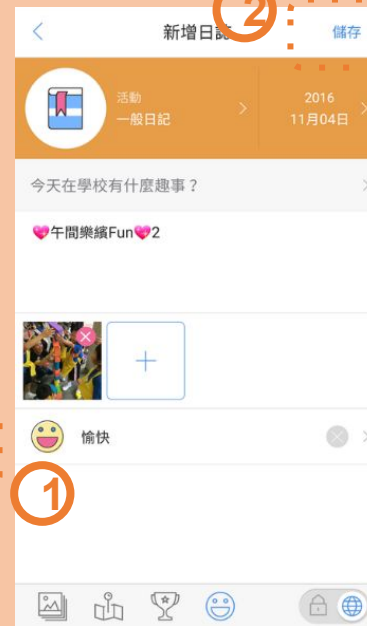 2
新增日誌
儲存
活動
一般日記
2016
11月04日
今天在學校有什麼趣事？
💖午間樂繽Fun💖2
愉快
1